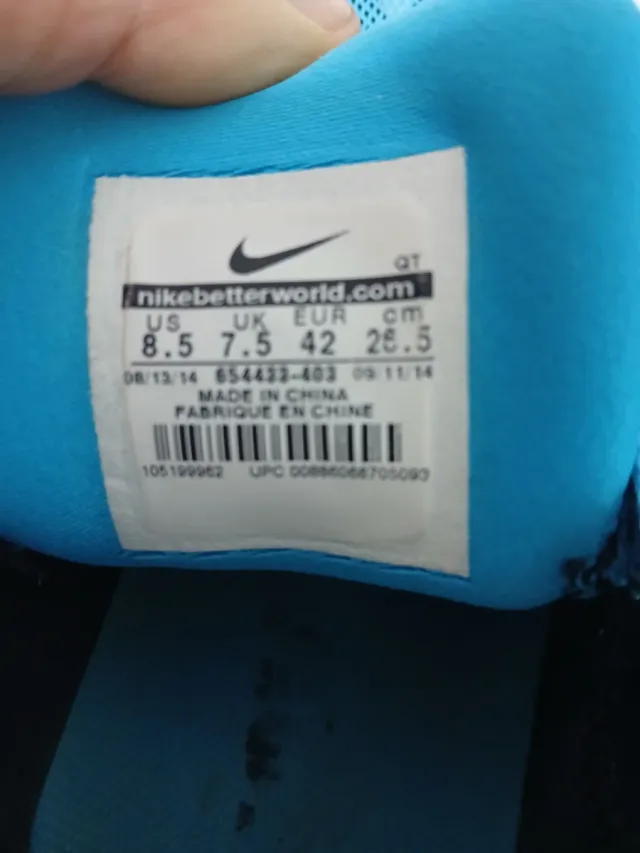 QT
nikebetterworld.com
US UK EUR cm
8.5 7.5 42 26.5
08/13/14 654433-403 09/11/14
MADE IN CHINA
FABRIQUE EN CHINE
105199962 UPC